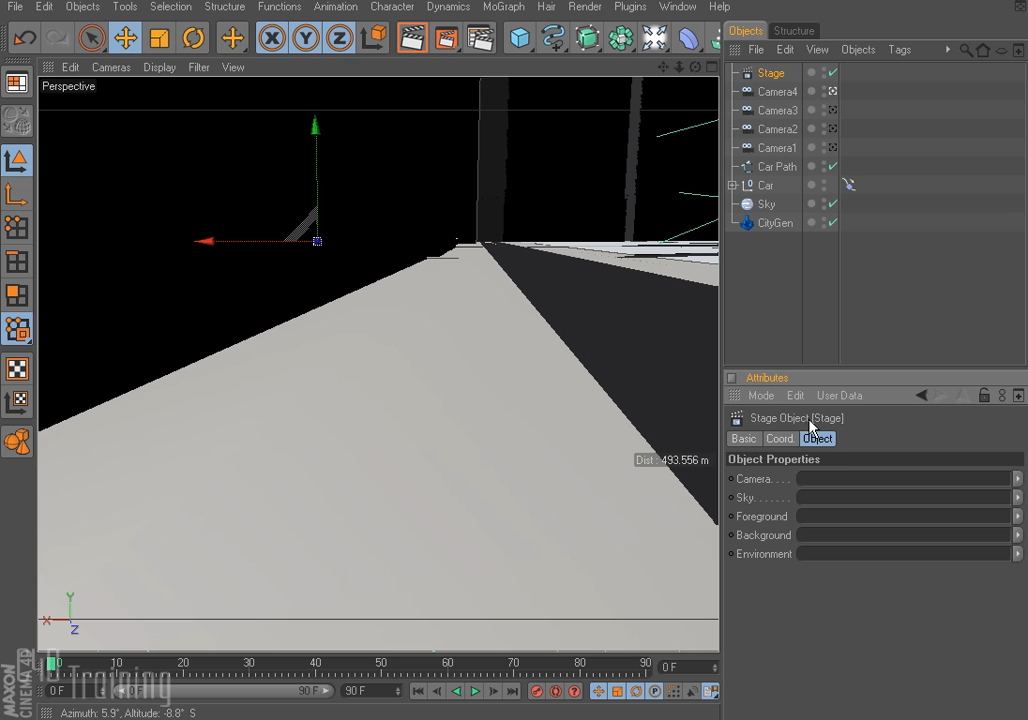 File Edit Objects Tools Selection Structure Functions Animation Character Dynamics MoGraph Hair Render Plugins Window Help
X Y Z
Objects Structure
File Edit View Objects Tags
Edit Cameras Display Filter View
Perspective
Stage
Camera4
Camera3
Camera2
Camera1
Car Path
Car
Sky
CityGen
Attributes
Mode Edit User Data
Stage Object [Stage]
Basic Coord. Object
Object Properties
Camera. . . .
Sky. . . . . . .
Foreground
Background
Environment
Dist : 493.556 m
Y
X
Z
0 10 20 30 40 50 60 70 80 90 0 F
0 F 0 F 90 F 90 F
P
Training
MAXON
CINEMA 4D
Azimuth: 5.9°, Altitude: -8.8° S